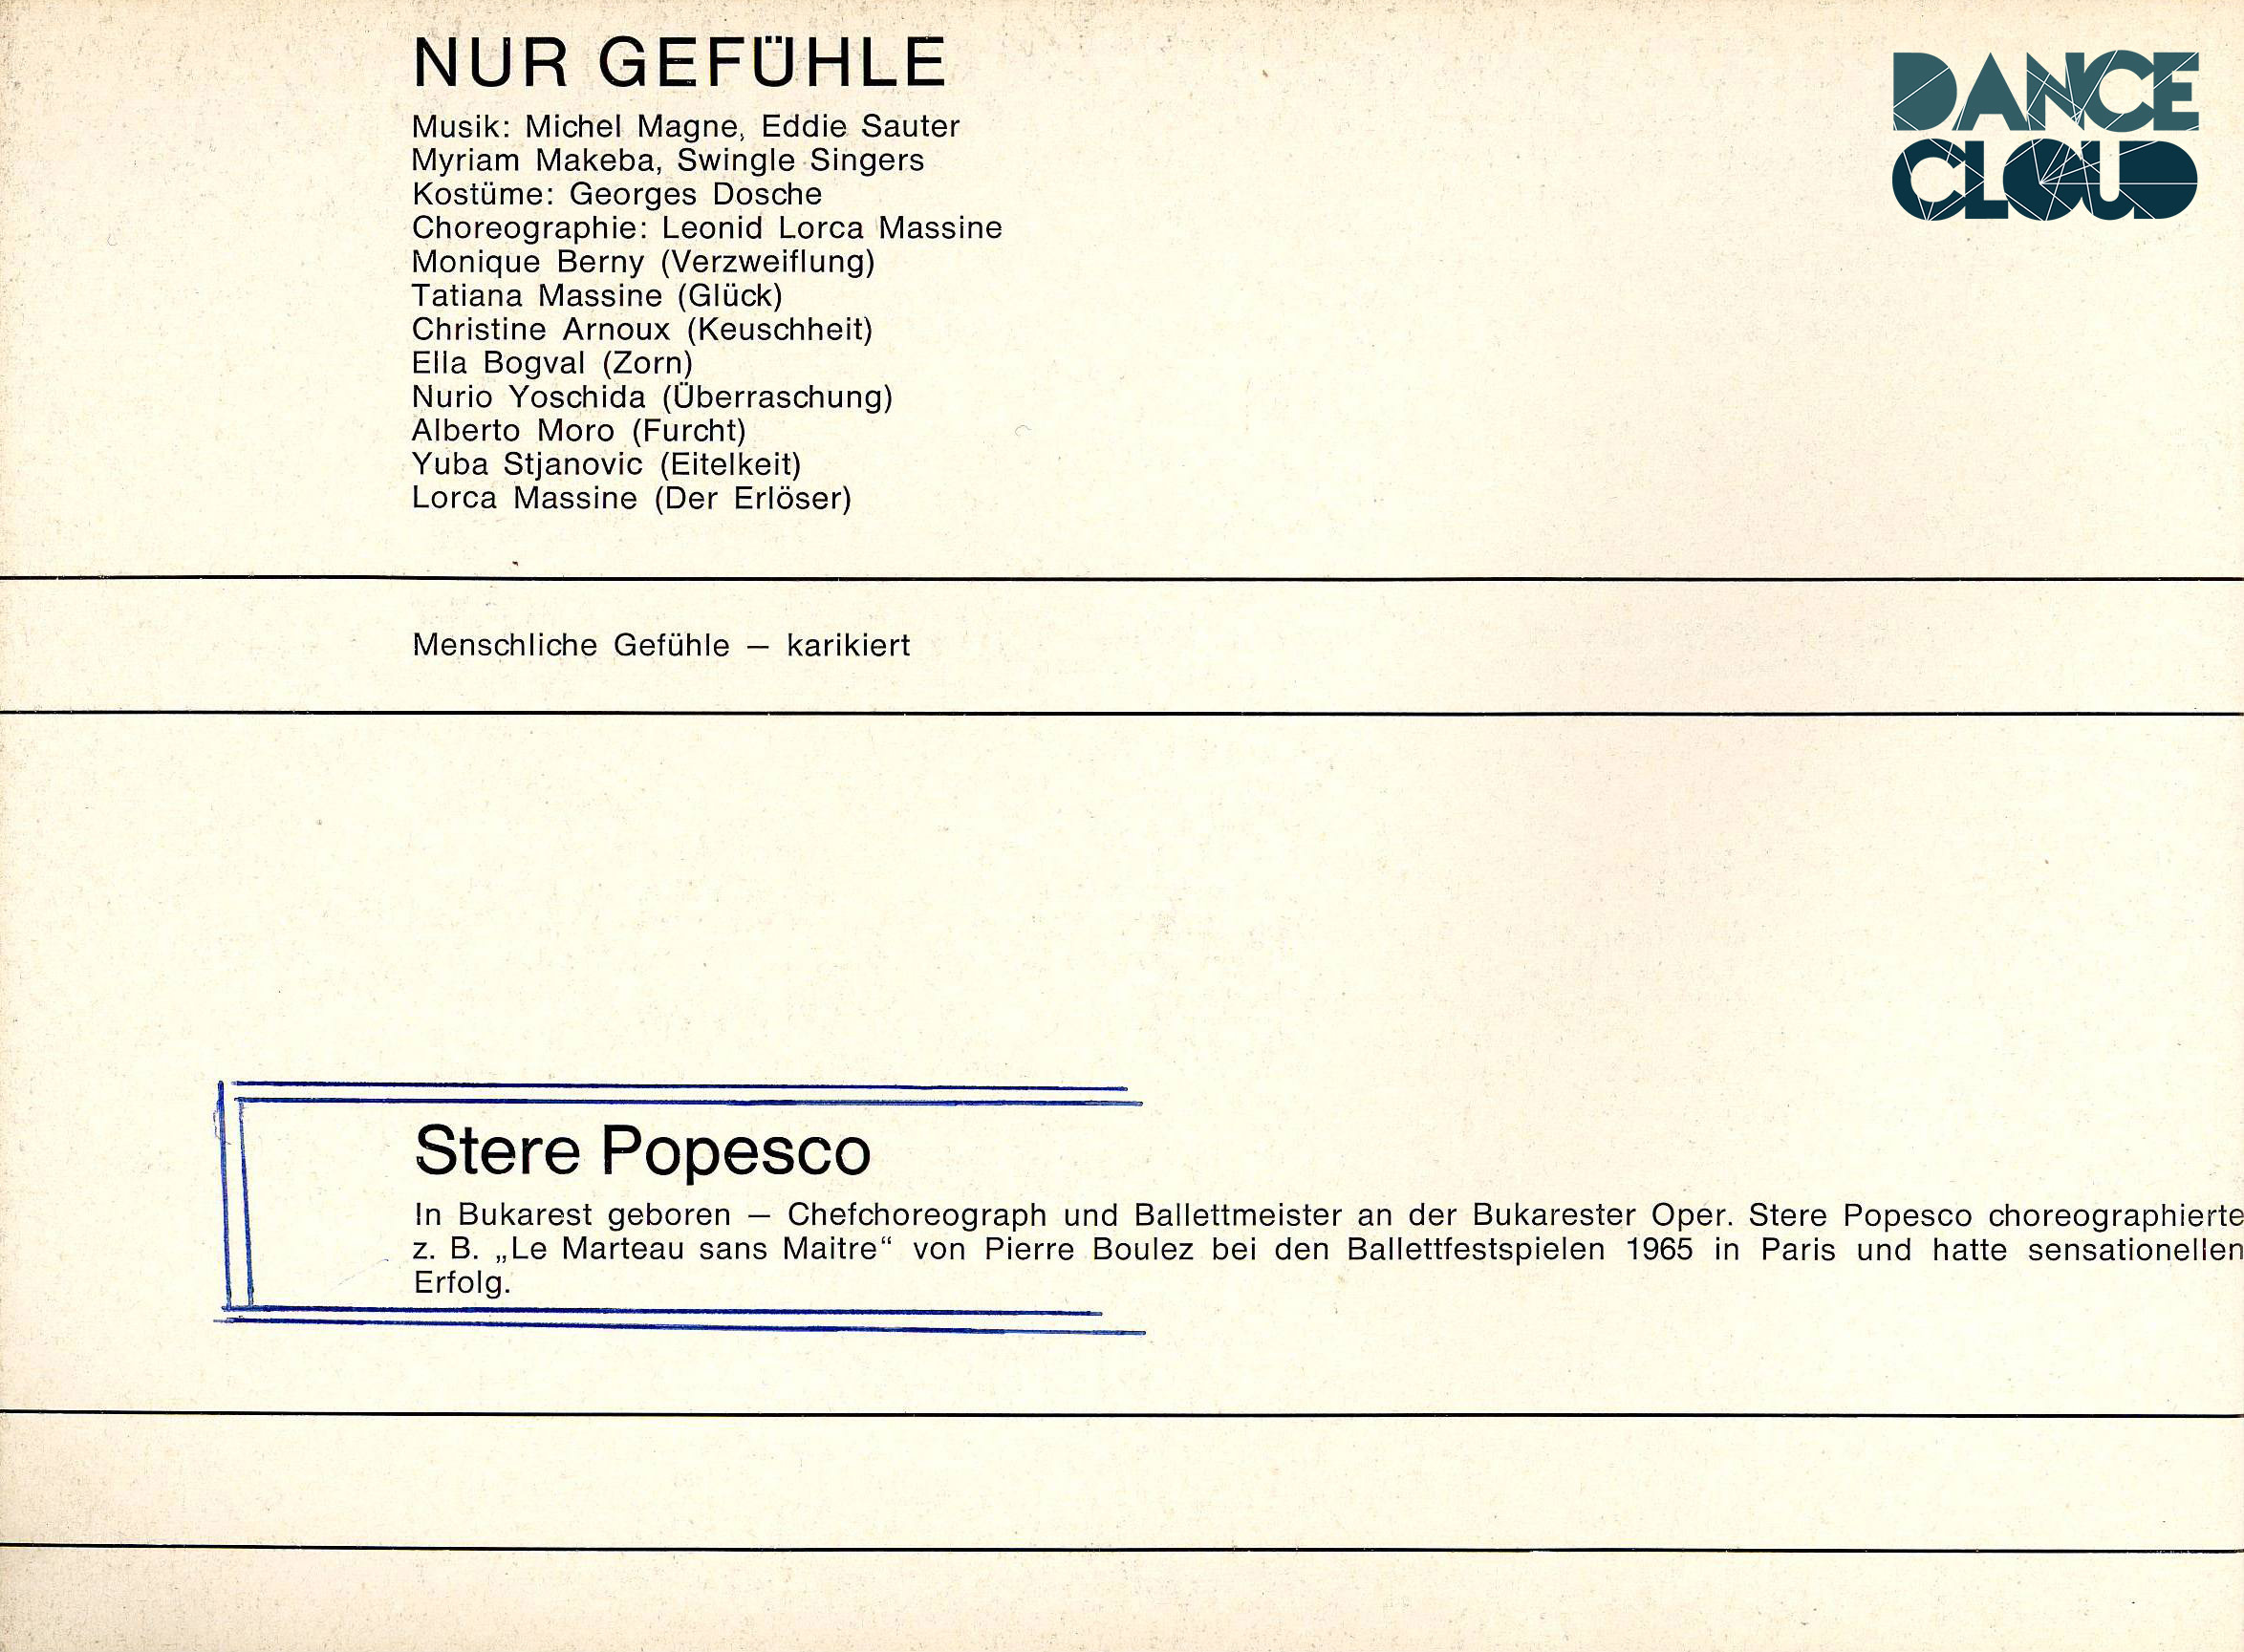 NUR GEFÜHLE
DANCE
CLOUD
Musik: Michel Magne, Eddie Sauter
Myriam Makeba, Swingle Singers
Kostüme: Georges Dosche
Choreographie: Leonid Lorca Massine
Monique Berny (Verzweiflung)
Tatiana Massine (Glück)
Christine Arnoux (Keuschheit)
Ella Bogval (Zorn)
Nurio Yoschida (Überraschung)
Alberto Moro (Furcht)
Yuba Stjanovic (Eitelkeit)
Lorca Massine (Der Erlöser)
Menschliche Gefühle — karikiert
Stere Popesco
In Bukarest geboren — Chefchoreograph und Ballettmeister an der Bukarester Oper. Stere Popesco choreographierte
z. B. „Le Marteau sans Maitre“ von Pierre Boulez bei den Ballettfestspielen 1965 in Paris und hatte sensationellen
Erfolg.